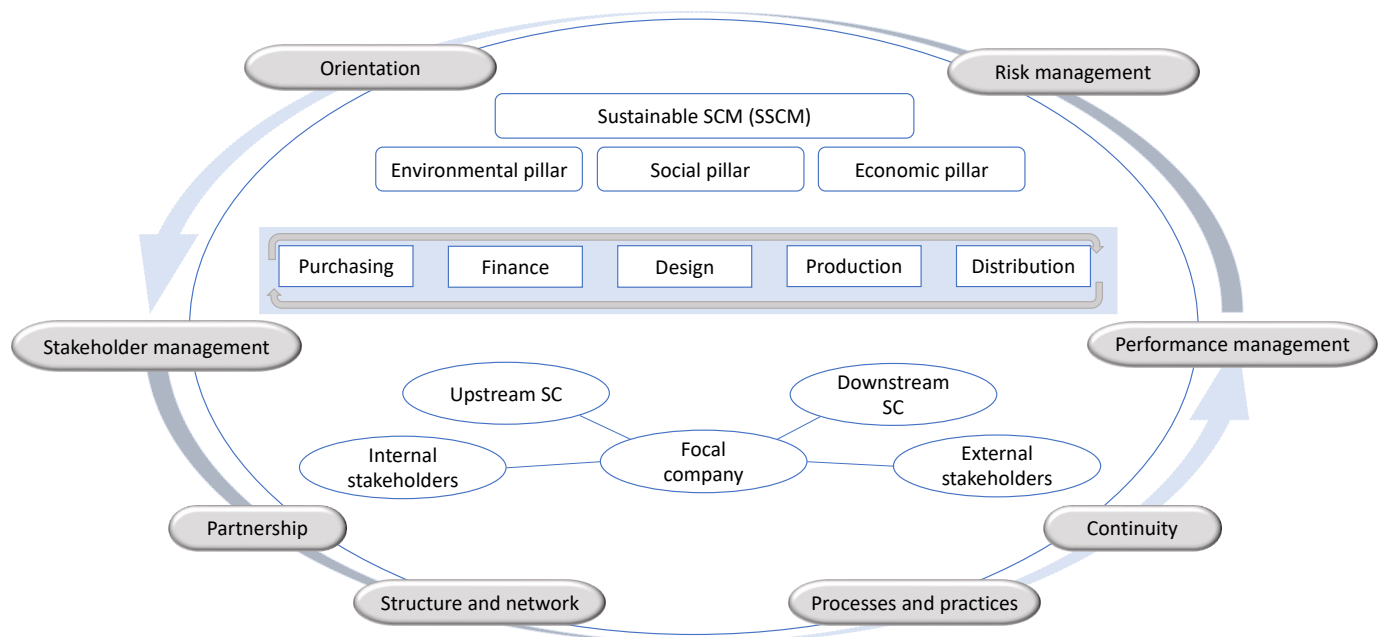 Orientation
Risk management
Sustainable SCM (SSCM)
Environmental pillar
Social pillar
Economic pillar
Purchasing
Finance
Design
Production
Distribution
Stakeholder management
Performance management
Upstream SC
Downstream
SC
Internal
stakeholders
Focal
company
External
stakeholders
Partnership
Continuity
Structure and network
Processes and practices